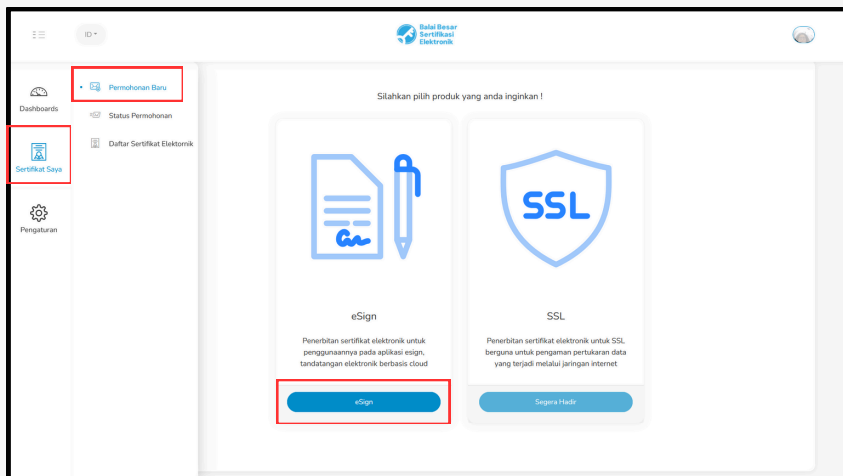 ID
Balai Besar
Sertifikasi
Elektronik
Dashboards
Sertifikat Saya
Pengaturan
Permohonan Baru
Status Permohonan
Daftar Sertifikat Elektornik
Silahkan pilih produk yang anda inginkan !
eSign
Penerbitan sertifikat elektronik untuk
penggunaannya pada aplikasi esign,
tandatangan elektronik berbasis cloud
eSign
SSL
SSL
Penerbitan sertifikat elektronik untuk SSL
berguna untuk pengaman pertukaran data
yang terjadi melalui jaringan internet
Segera Hadir